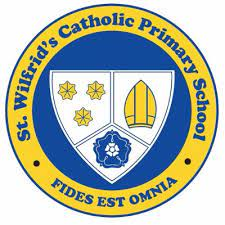 St. Wilfrid's Catholic Primary School
• FIDES EST OMNIA •